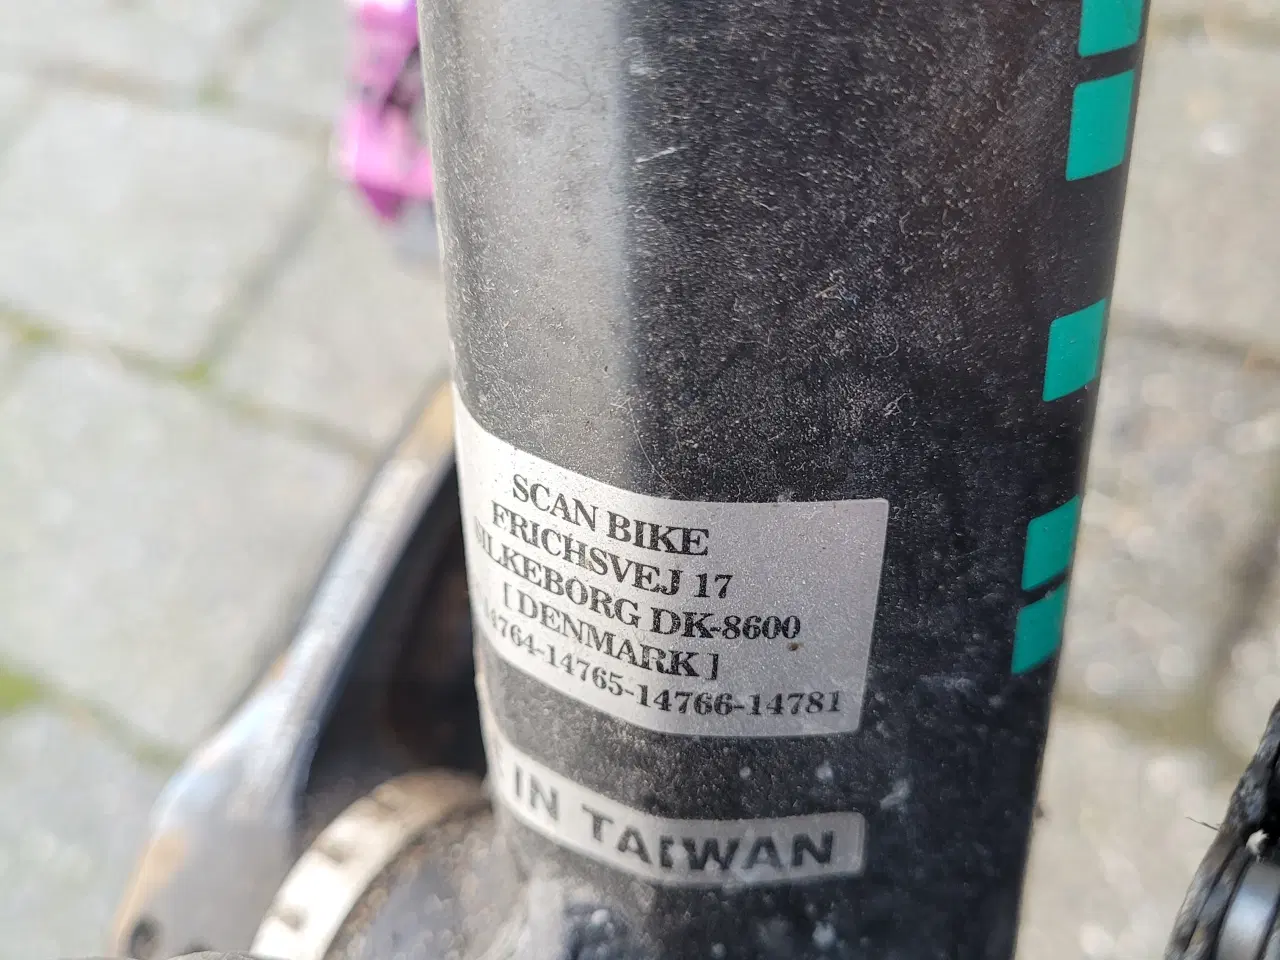 SCAN BIKE
FRICHSVEJ 17
SILKEBORG DK-8600
[ DENMARK ]
14764-14765-14766-14781
IN TAIWAN